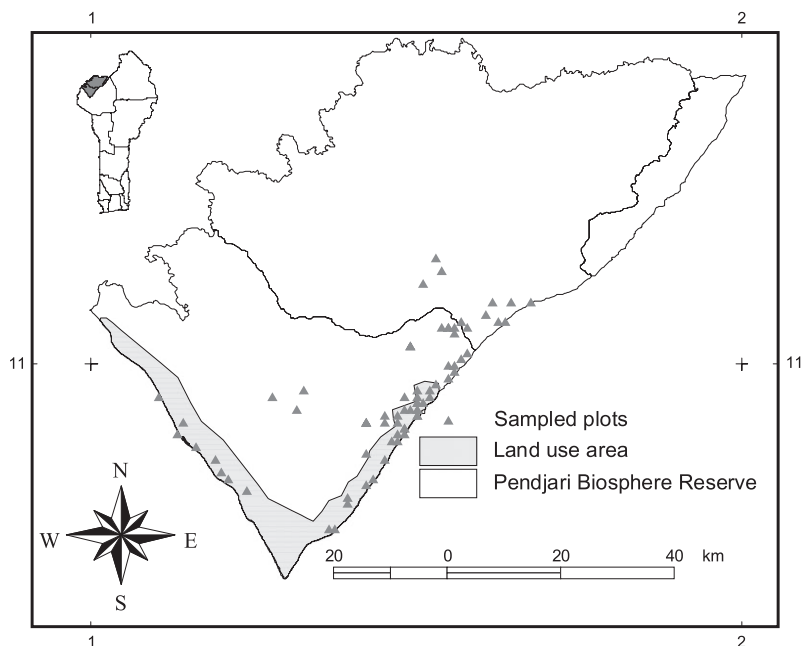 1 2
11 11
Sampled plots
Land use area
Pendjari Biosphere Reserve
N
W E
S
20 0 20 40 km
1 2